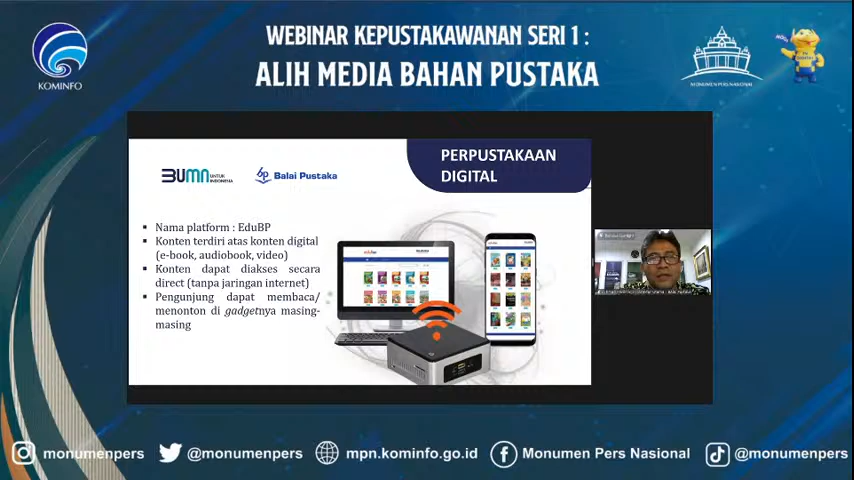 WEBINAR KEPUSTAKAWANAN SERI 1 :
ALIH MEDIA BAHAN PUSTAKA
KOMINFO
MONUMEN PERS NASIONAL
PERPUSTAKAAN
DIGITAL
BUMN UNTUK
INDONESIA
bp Balai Pustaka
▪ Nama platform : EduBP
▪ Konten terdiri atas konten digital
(e-book, audiobook, video)
▪ Konten dapat diakses secara
direct (tanpa jaringan internet)
▪ Pengunjung dapat membaca/
menonton di gadgetnya masing-
masing
@monumenpers
@monumenpers
mpn.kominfo.go.id
Monumen Pers Nasional
@monumenpers